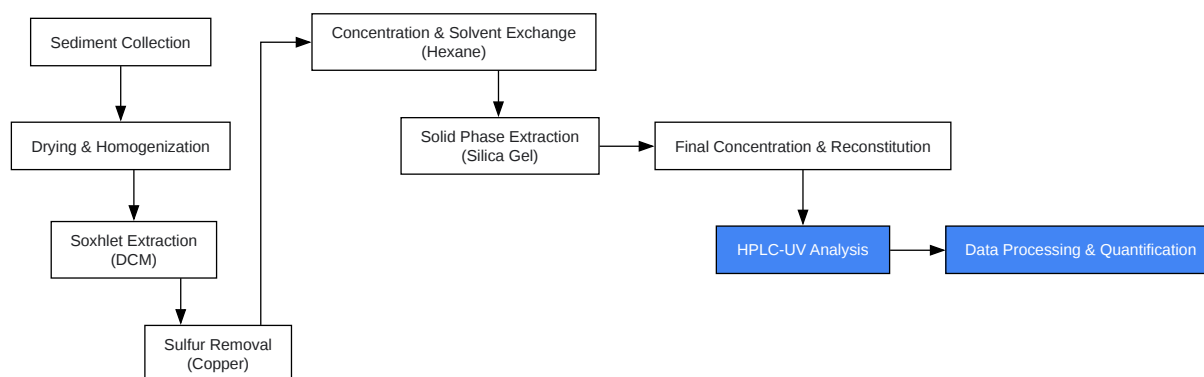 Sediment Collection
Drying & Homogenization
Soxhlet Extraction
(DCM)
Sulfur Removal
(Copper)
Concentration & Solvent Exchange
(Hexane)
Solid Phase Extraction
(Silica Gel)
Final Concentration & Reconstitution
HPLC-UV Analysis
Data Processing & Quantification